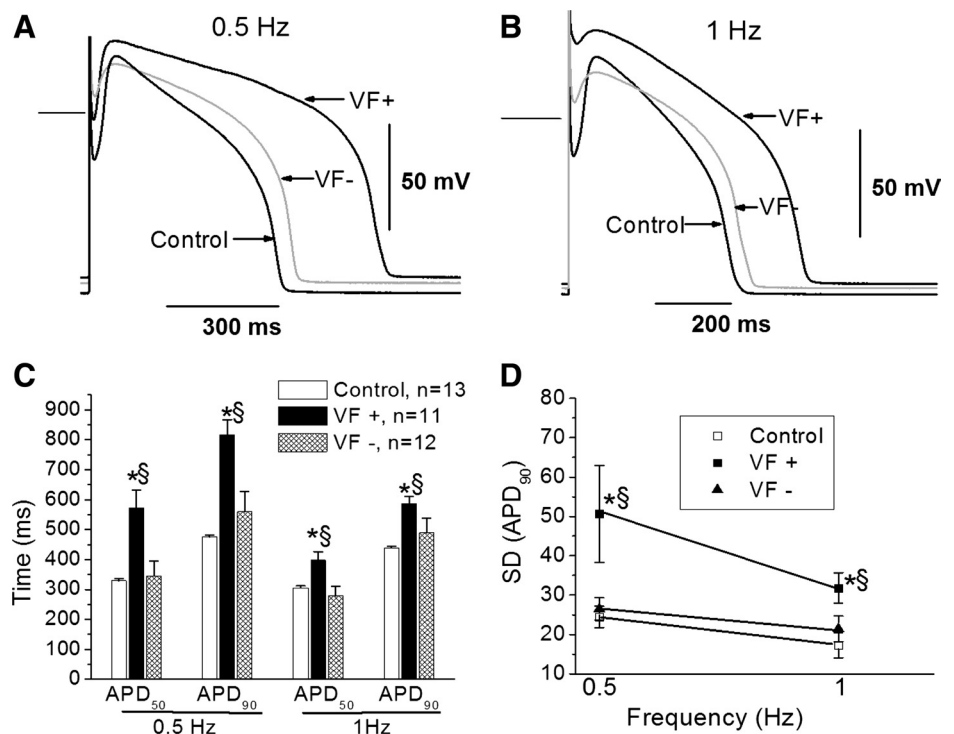 A
0.5 Hz
VF+
VF-
Control
50 mV
300 ms
B
1 Hz
VF+
VF-
Control
50 mV
200 ms
C
Control, n=13
VF +, n=11
VF -, n=12
Time (ms)
900
800
700
600
500
400
300
200
100
0
*§
*§
*§
*§
APD50 APD90 APD50 APD90
0.5 Hz 1Hz
D
Control
VF +
VF -
SD (APD90)
80
70
60
50
40
30
20
10
*§
*§
0.5 1
Frequency (Hz)